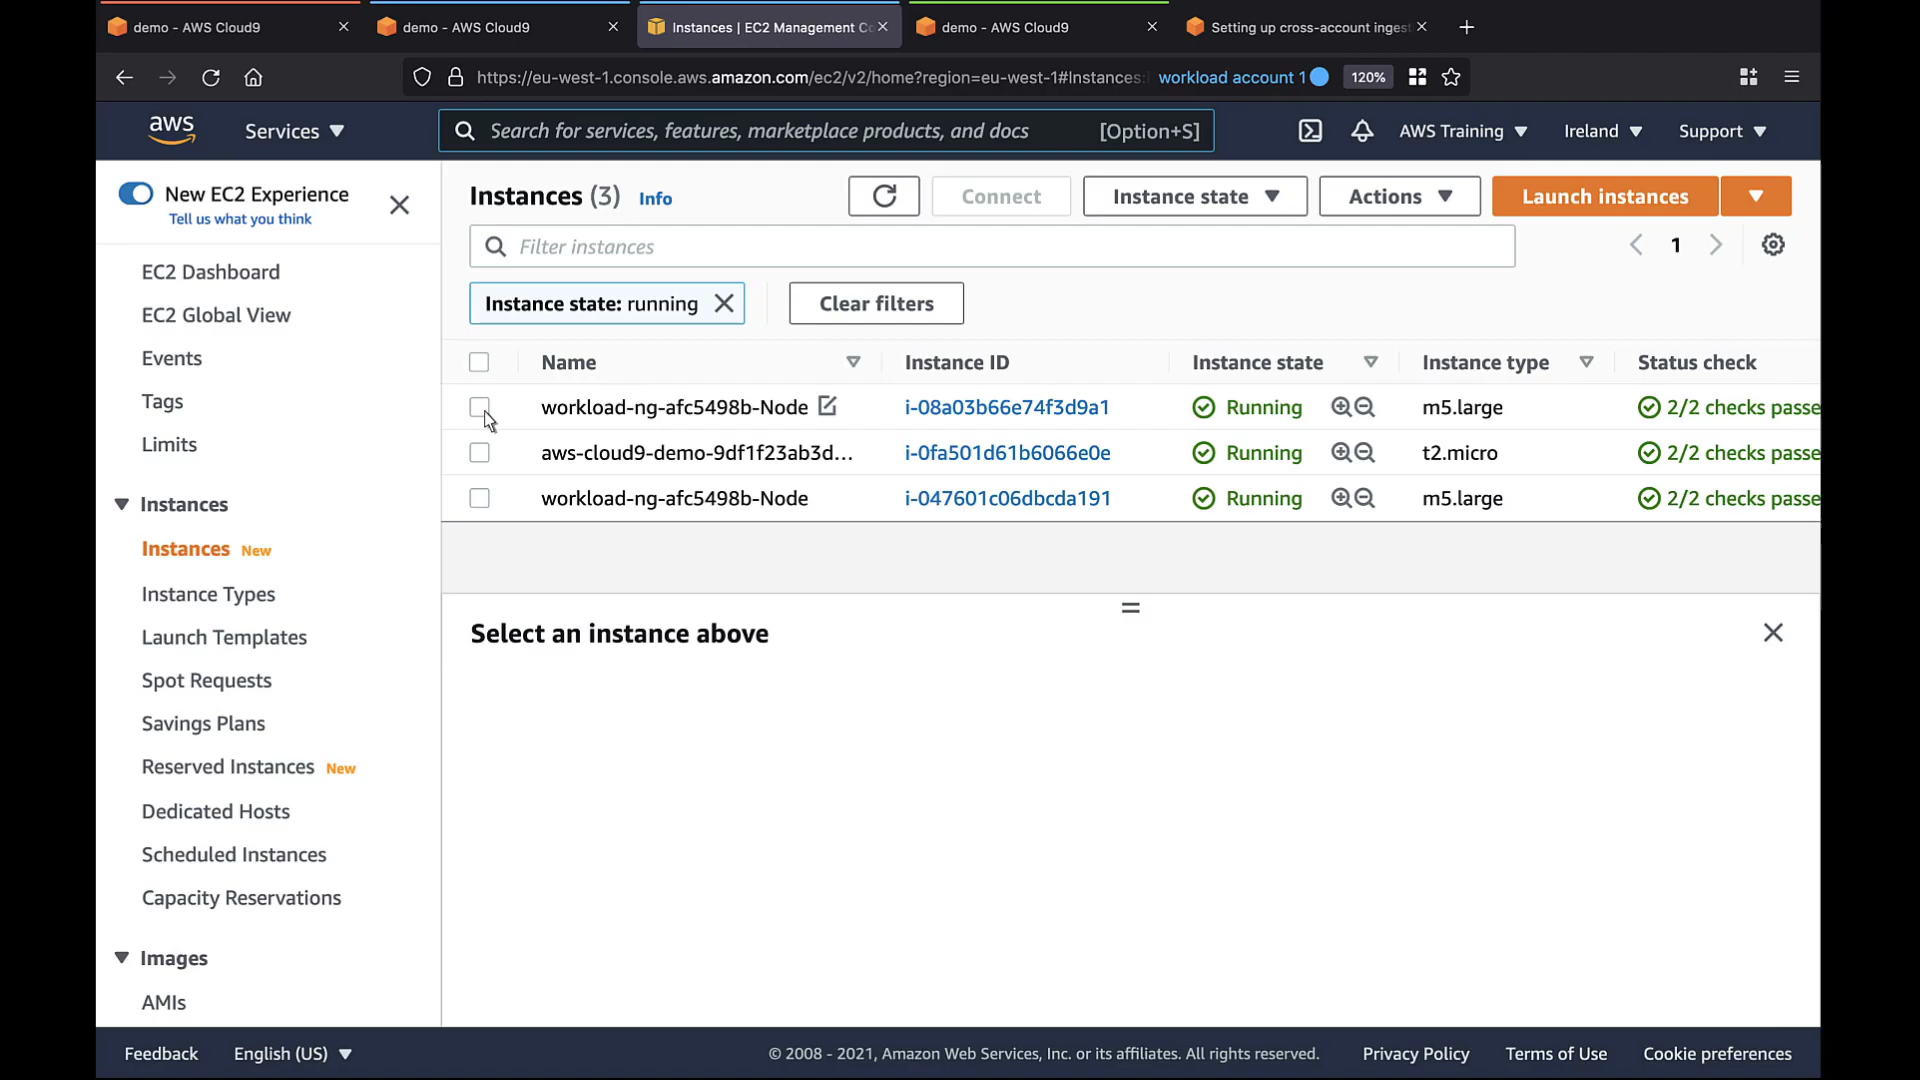 demo - AWS Cloud9
demo - AWS Cloud9
Instances | EC2 Management Co
demo - AWS Cloud9
Setting up cross-account ingest
https://eu-west-1.console.aws.amazon.com/ec2/v2/home?region=eu-west-1#Instances:
workload account 1
120%
aws
Services
Search for services, features, marketplace products, and docs
[Option+S]
AWS Training
Ireland
Support
New EC2 Experience
Tell us what you think
EC2 Dashboard
EC2 Global View
Events
Tags
Limits
Instances
Instances New
Instance Types
Launch Templates
Spot Requests
Savings Plans
Reserved Instances New
Dedicated Hosts
Scheduled Instances
Capacity Reservations
Images
AMIs
Instances (3) Info
Connect
Instance state
Actions
Launch instances
Filter instances
1
Instance state: running
Clear filters
Name Instance ID Instance state Instance type Status check
workload-ng-afc5498b-Node i-08a03b66e74f3d9a1 Running m5.large 2/2 checks passe
aws-cloud9-demo-9df1f23ab3d... i-0fa501d61b6066e0e Running t2.micro 2/2 checks passe
workload-ng-afc5498b-Node i-047601c06dbcda191 Running m5.large 2/2 checks passe
Select an instance above
Feedback
English (US)
© 2008 - 2021, Amazon Web Services, Inc. or its affiliates. All rights reserved.
Privacy Policy
Terms of Use
Cookie preferences